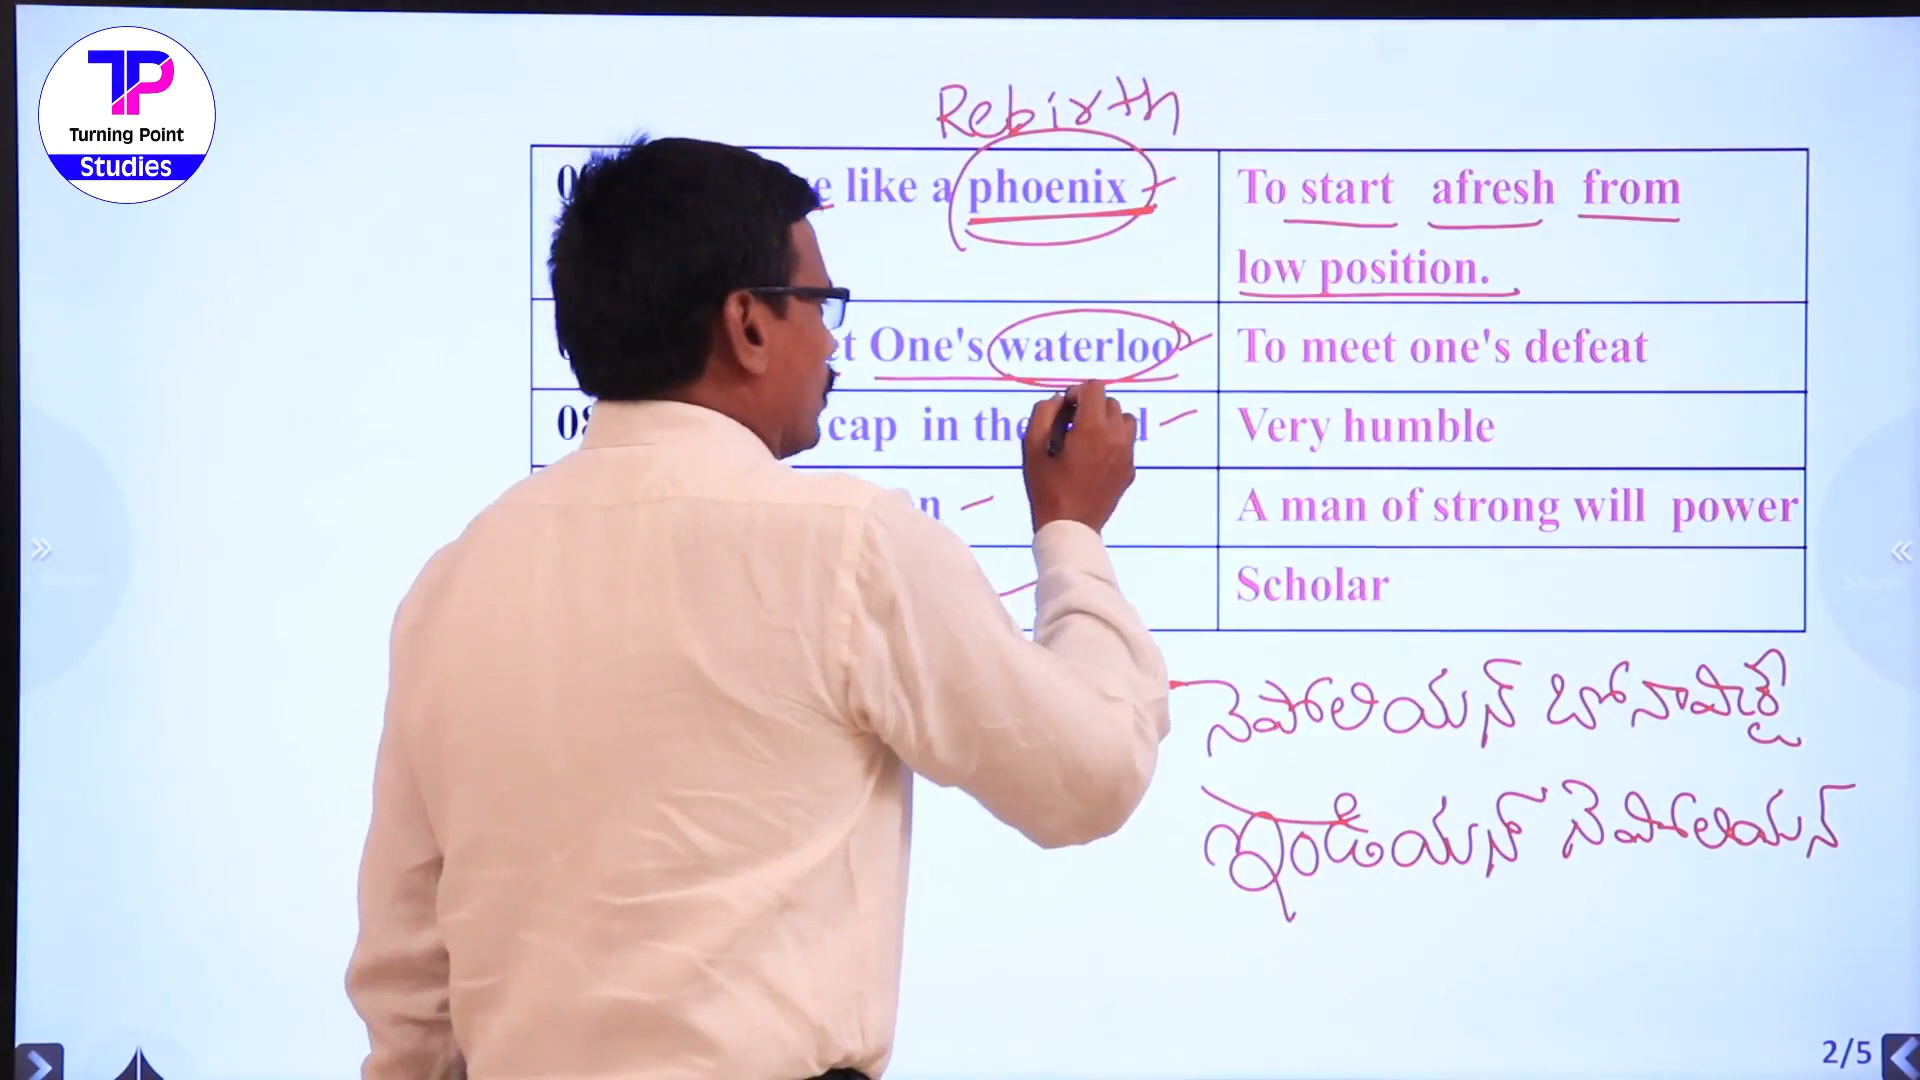 TP
Turning Point
Studies
Rebirth
like a phoenix
To start afresh from
low position.
One's waterloo
To meet one's defeat
cap in the
Very humble
A man of strong will power
Scholar
నెపోలియన్ బోనాపార్టే
ఇండియన్ నెపోలియన్
2/5